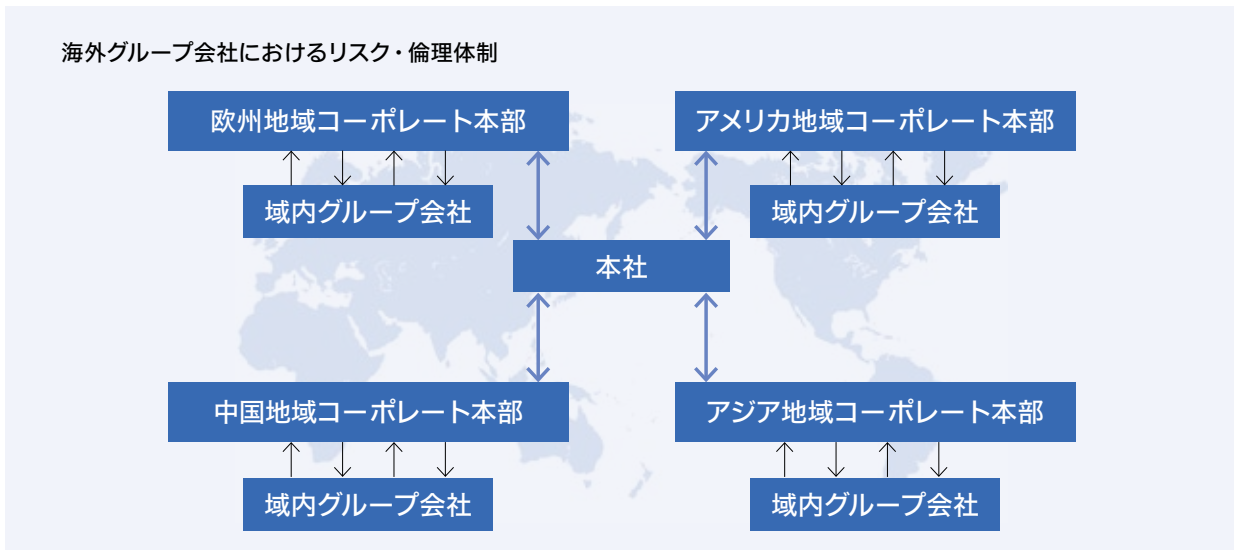 海外グループ会社におけるリスク・倫理体制
欧州地域コーポレート本部
アメリカ地域コーポレート本部
域内グループ会社
域内グループ会社
本社
中国地域コーポレート本部
アジア地域コーポレート本部
域内グループ会社
域内グループ会社